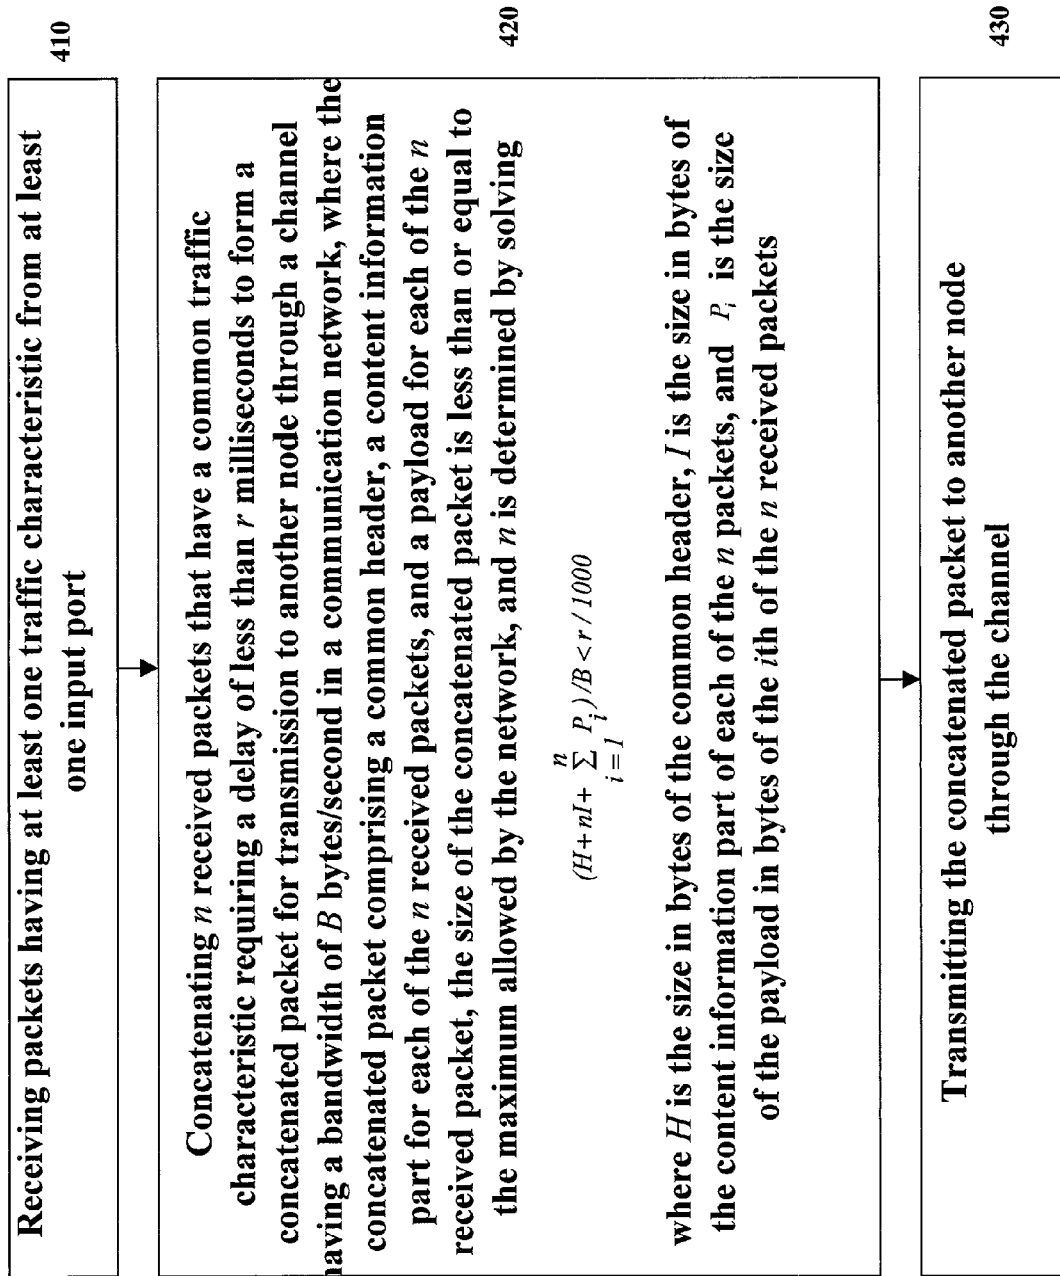 Receiving packets having at least one traffic characteristic from at least
one input port
410
Concatenating n received packets that have a common traffic
characteristic requiring a delay of less than r milliseconds to form a
concatenated packet for transmission to another node through a channel
having a bandwidth of B bytes/second in a communication network, where the
concatenated packet comprising a common header, a content information
part for each of the n received packets, and a payload for each of the n
received packet, the size of the concatenated packet is less than or equal to
the maximum allowed by the network, and n is determined by solving
(H + nI + n Σ i = 1 P_i)/B < r / 1000
where H is the size in bytes of the common header, I is the size in bytes of
the content information part of each of the n packets, and P_i is the size
of the payload in bytes of the ith of the n received packets
420
Transmitting the concatenated packet to another node
through the channel
430